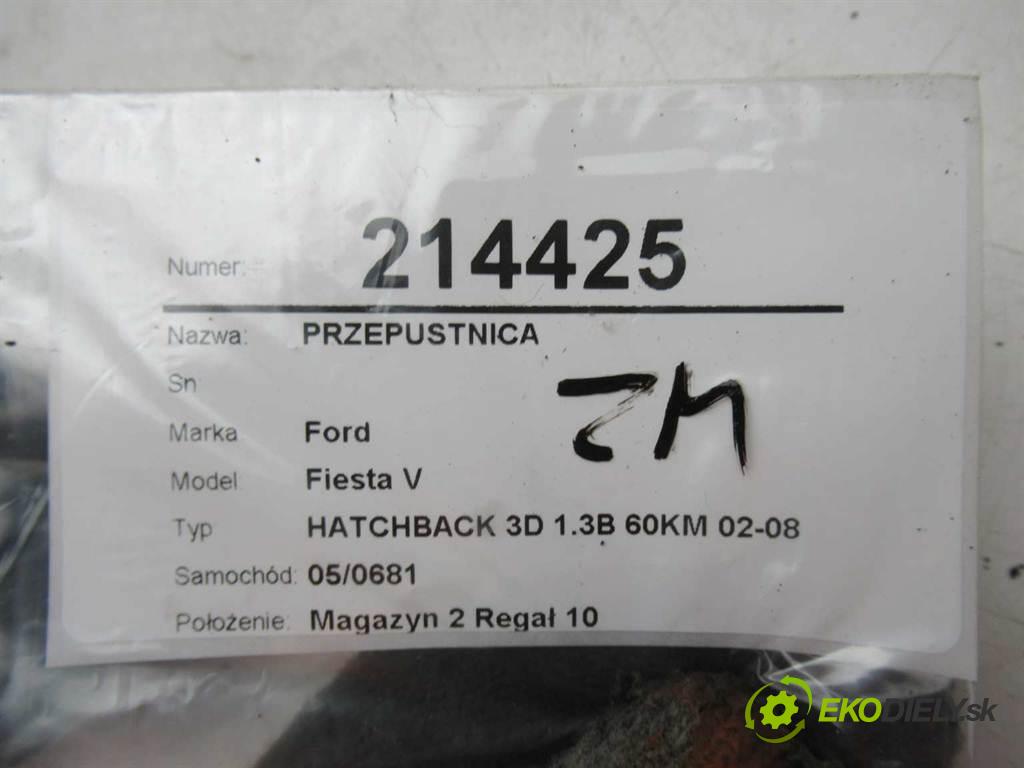 Numer: 214425
Nazwa: PRZEPUSTNICA
Sn
ZM
Marka Ford
Model Fiesta V
Typ HATCHBACK 3D 1.3B 60KM 02-08
Samochód: 05/0681
Położenie: Magazyn 2 Regał 10
EKODIELY.sk